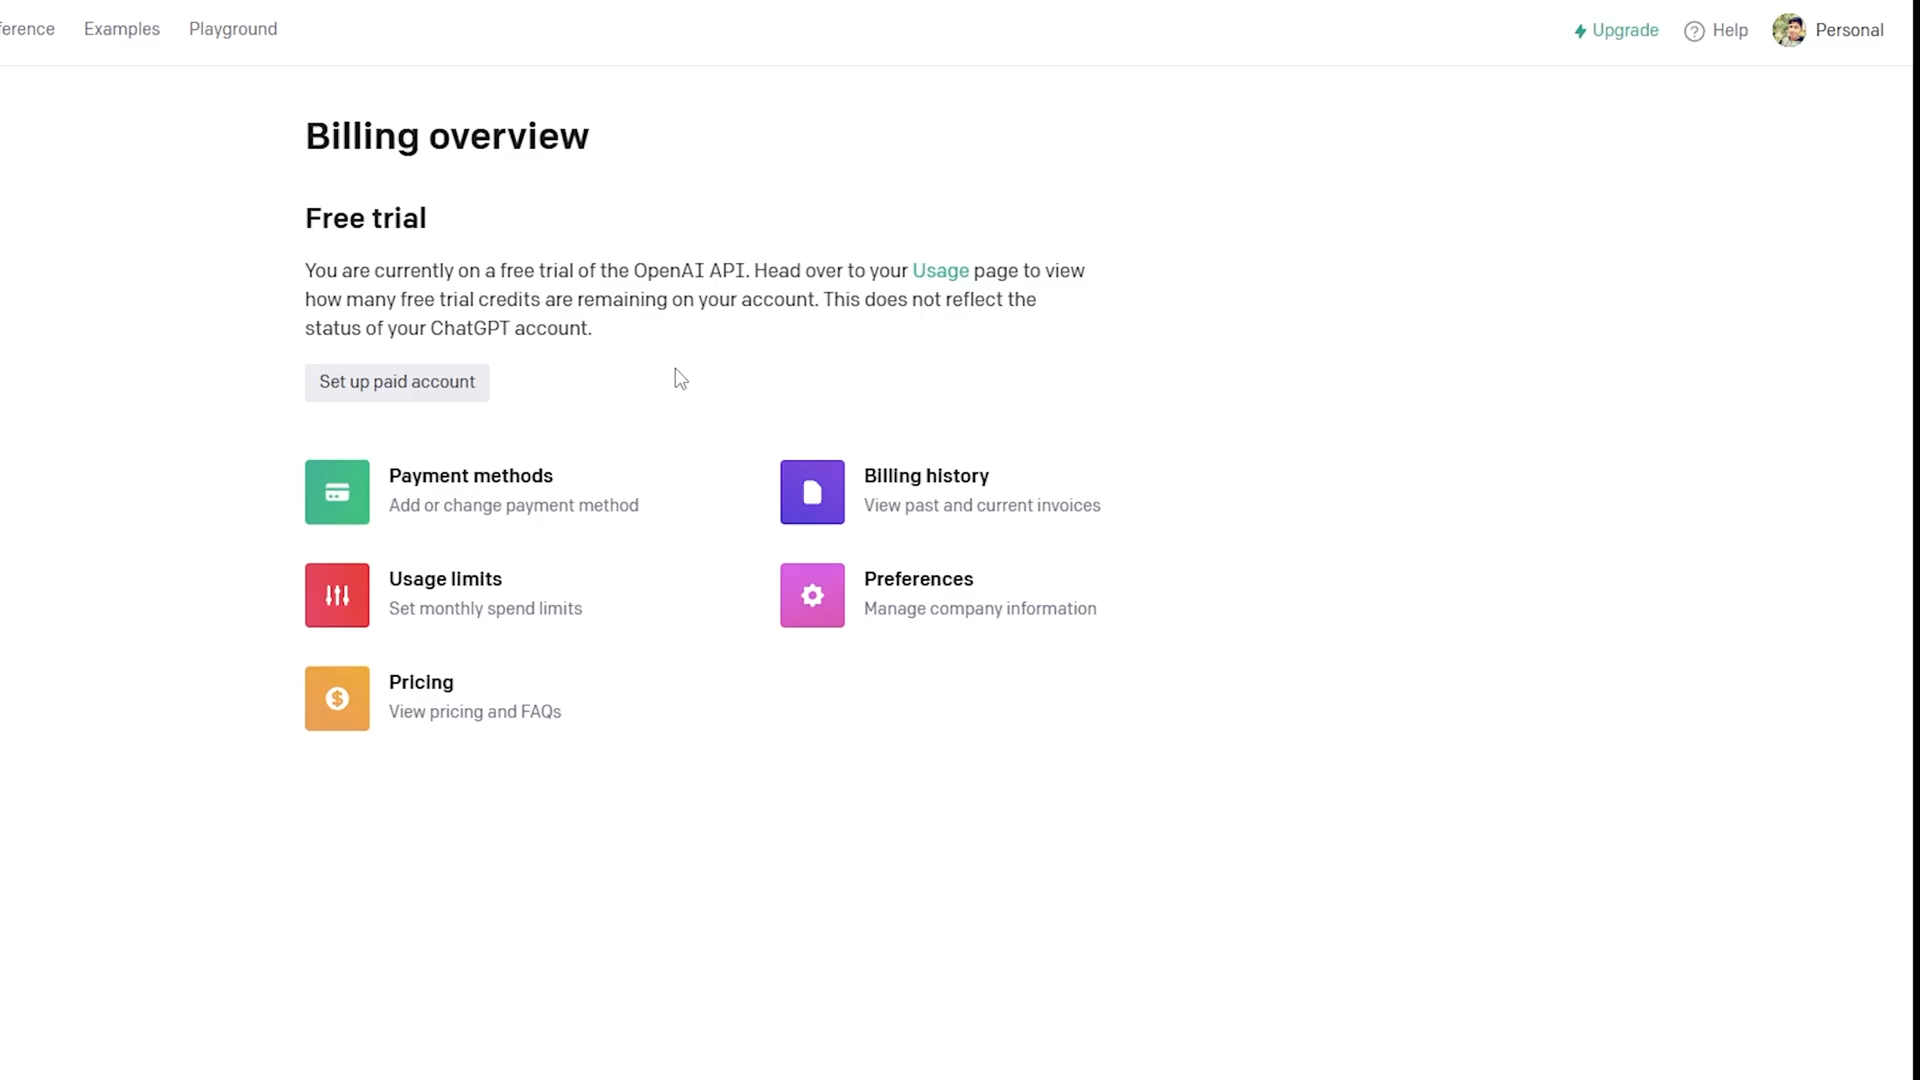 ference Examples Playground
Upgrade Help Personal
Billing overview
Free trial
You are currently on a free trial of the OpenAI API. Head over to your Usage page to view
how many free trial credits are remaining on your account. This does not reflect the
status of your ChatGPT account.
Set up paid account
Payment methods
Add or change payment method
Billing history
View past and current invoices
Usage limits
Set monthly spend limits
Preferences
Manage company information
Pricing
View pricing and FAQs